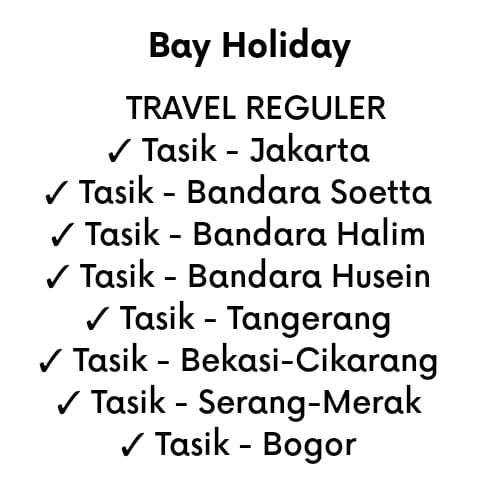 Bay Holiday
TRAVEL REGULER
✓ Tasik - Jakarta
✓ Tasik - Bandara Soetta
✓ Tasik - Bandara Halim
✓ Tasik - Bandara Husein
✓ Tasik - Tangerang
✓ Tasik - Bekasi-Cikarang
✓ Tasik - Serang-Merak
✓ Tasik - Bogor